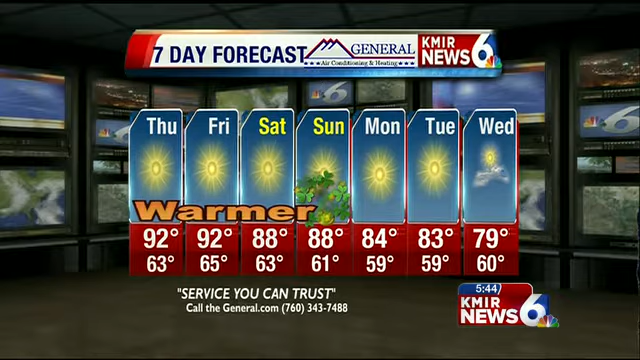 7 DAY FORECAST
GENERAL
Air Conditioning & Heating
KMIR
NEWS 6
Thu Fri Sat Sun Mon Tue Wed
Warmer
92° 92° 88° 88° 84° 83° 79°
63° 65° 63° 61° 59° 59° 60°
"SERVICE YOU CAN TRUST"
Call the General.com (760) 343-7488
5:44
KMIR
NEWS 6